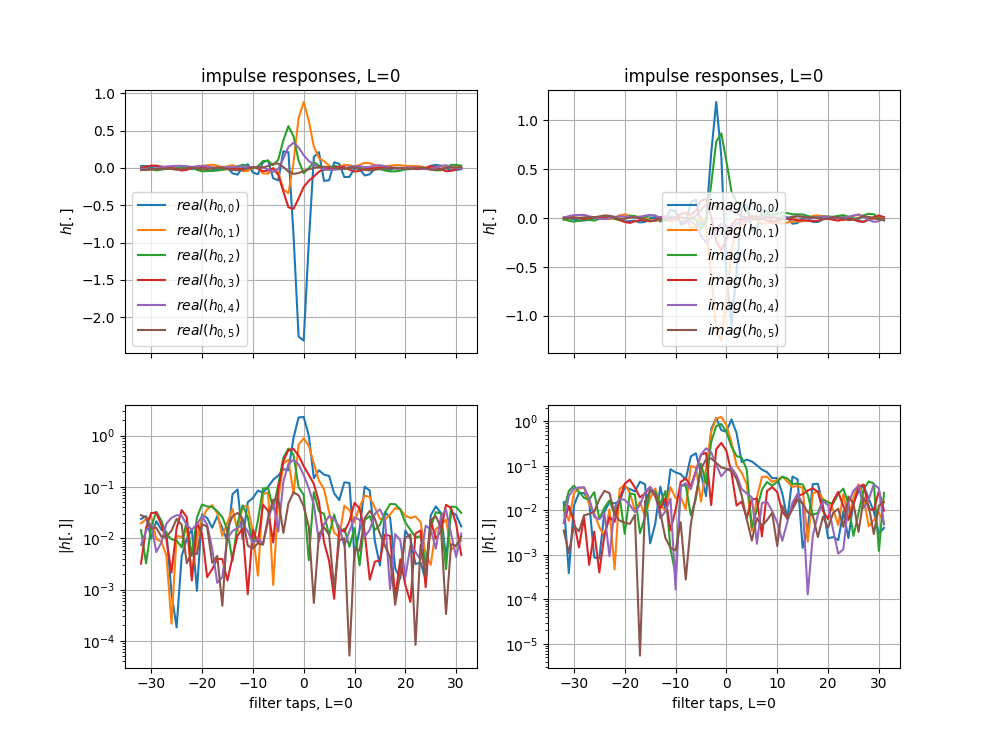 impulse responses, L=0
1.0
0.5
0.0
−0.5
−1.0
−1.5
−2.0
h[.]
real(h0,0)
real(h0,1)
real(h0,2)
real(h0,3)
real(h0,4)
real(h0,5)
impulse responses, L=0
1.0
0.5
0.0
−0.5
−1.0
h[.]
imag(h0,0)
imag(h0,1)
imag(h0,2)
imag(h0,3)
imag(h0,4)
imag(h0,5)
10^0
10^−1
10^−2
10^−3
10^−4
|h[.]|
−30 −20 −10 0 10 20 30
filter taps, L=0
10^0
10^−1
10^−2
10^−3
10^−4
10^−5
|h[.]|
−30 −20 −10 0 10 20 30
filter taps, L=0